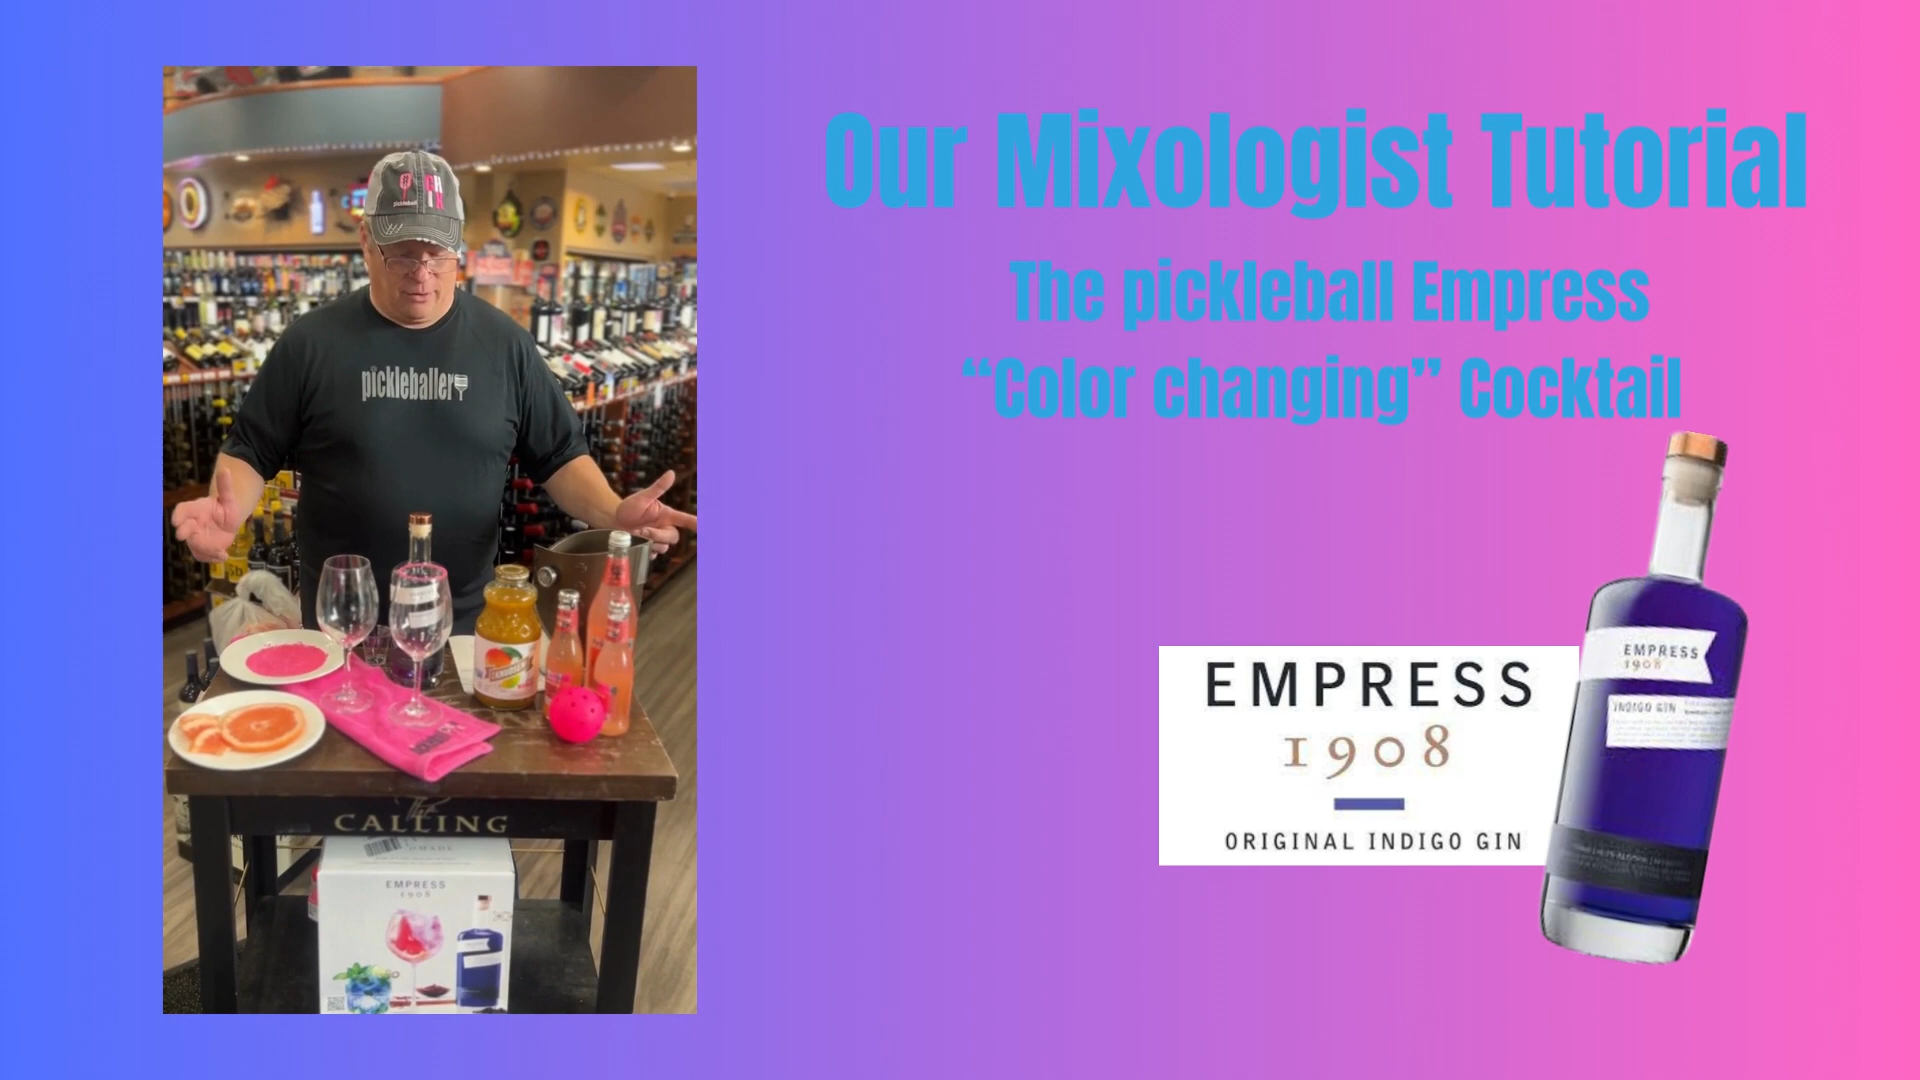 Our Mixologist Tutorial
The pickleball Empress
“Color changing” Cocktail
pickleballer
EMPRESS
1908
ORIGINAL INDIGO GIN
EMPRESS
1908
INDIGO GIN
The
CALLING
EMPRESS
1908